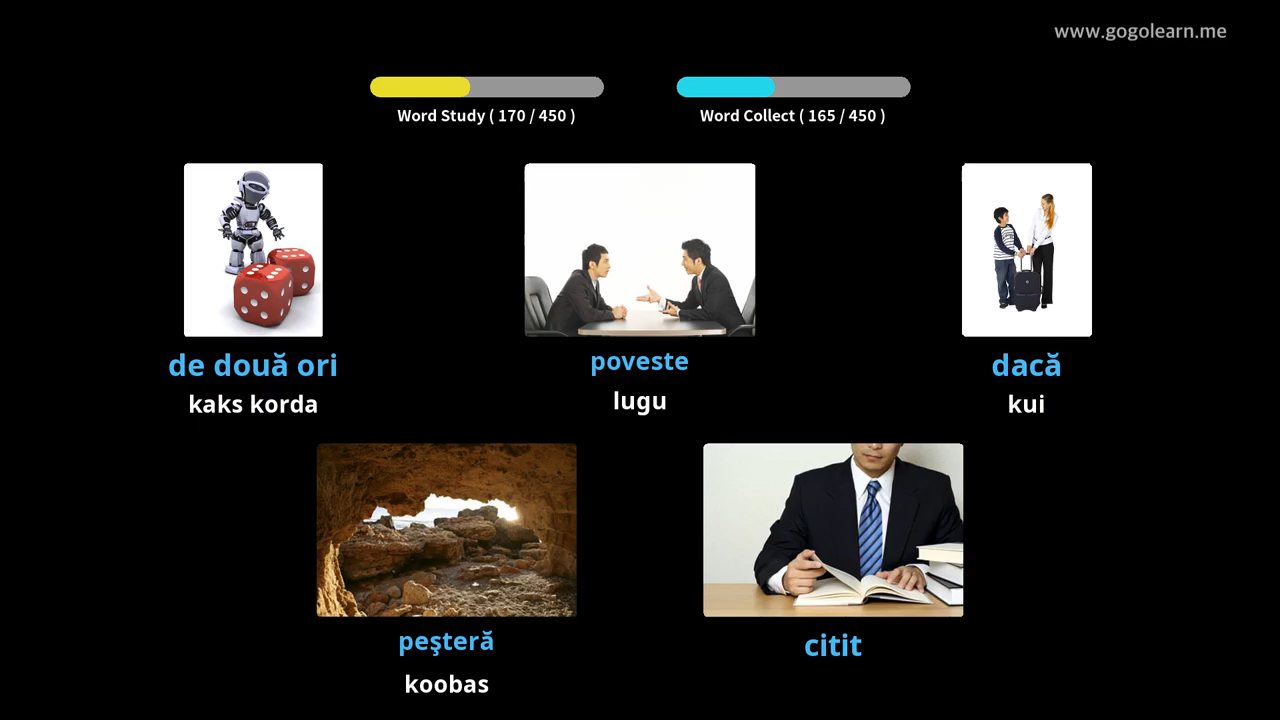 www.gogolearn.me
Word Study ( 170 / 450 )
Word Collect ( 165 / 450 )
de două ori
kaks korda
poveste
lugu
dacă
kui
peşteră
koobas
citit